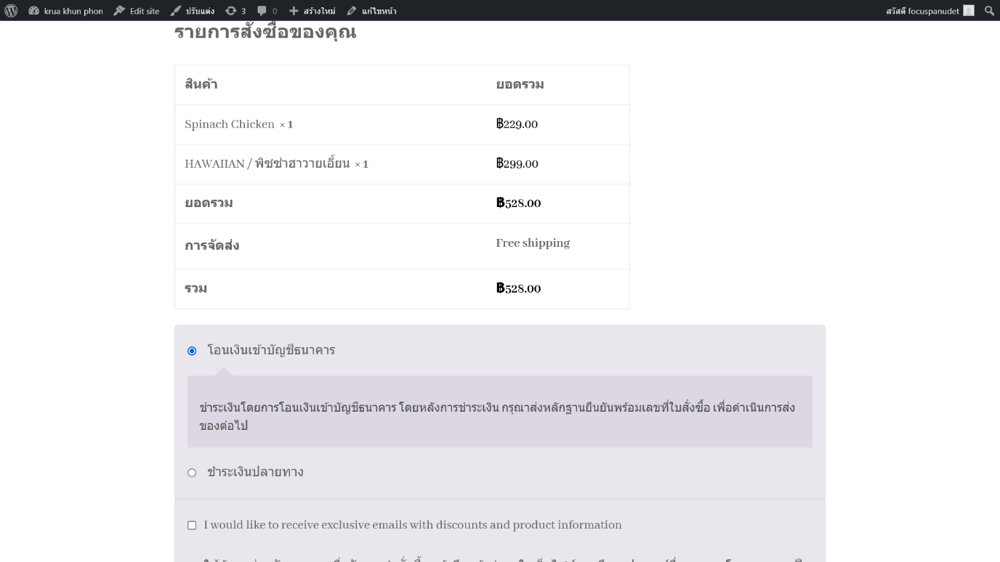 krua khun phon Edit site ปรับแต่ง 3 0 สร้างใหม่ แก้ไขหน้า สวัสดี focuspanudet
รายการสั่งซื้อของคุณ
สินค้า ยอดรวม
Spinach Chicken × 1 ฿229.00
HAWAIIAN / พิซซ่าฮาวายเอี้ยน × 1 ฿299.00
ยอดรวม ฿528.00
การจัดส่ง Free shipping
รวม ฿528.00
โอนเงินเข้าบัญชีธนาคาร
ชำระเงินโดยการโอนเงินเข้าบัญชีธนาคาร โดยหลังการชำระเงิน กรุณาส่งหลักฐานยืนยันพร้อมเลขที่ใบสั่งซื้อ เพื่อดำเนินการส่ง
ของต่อไป
ชำระเงินปลายทาง
I would like to receive exclusive emails with discounts and product information